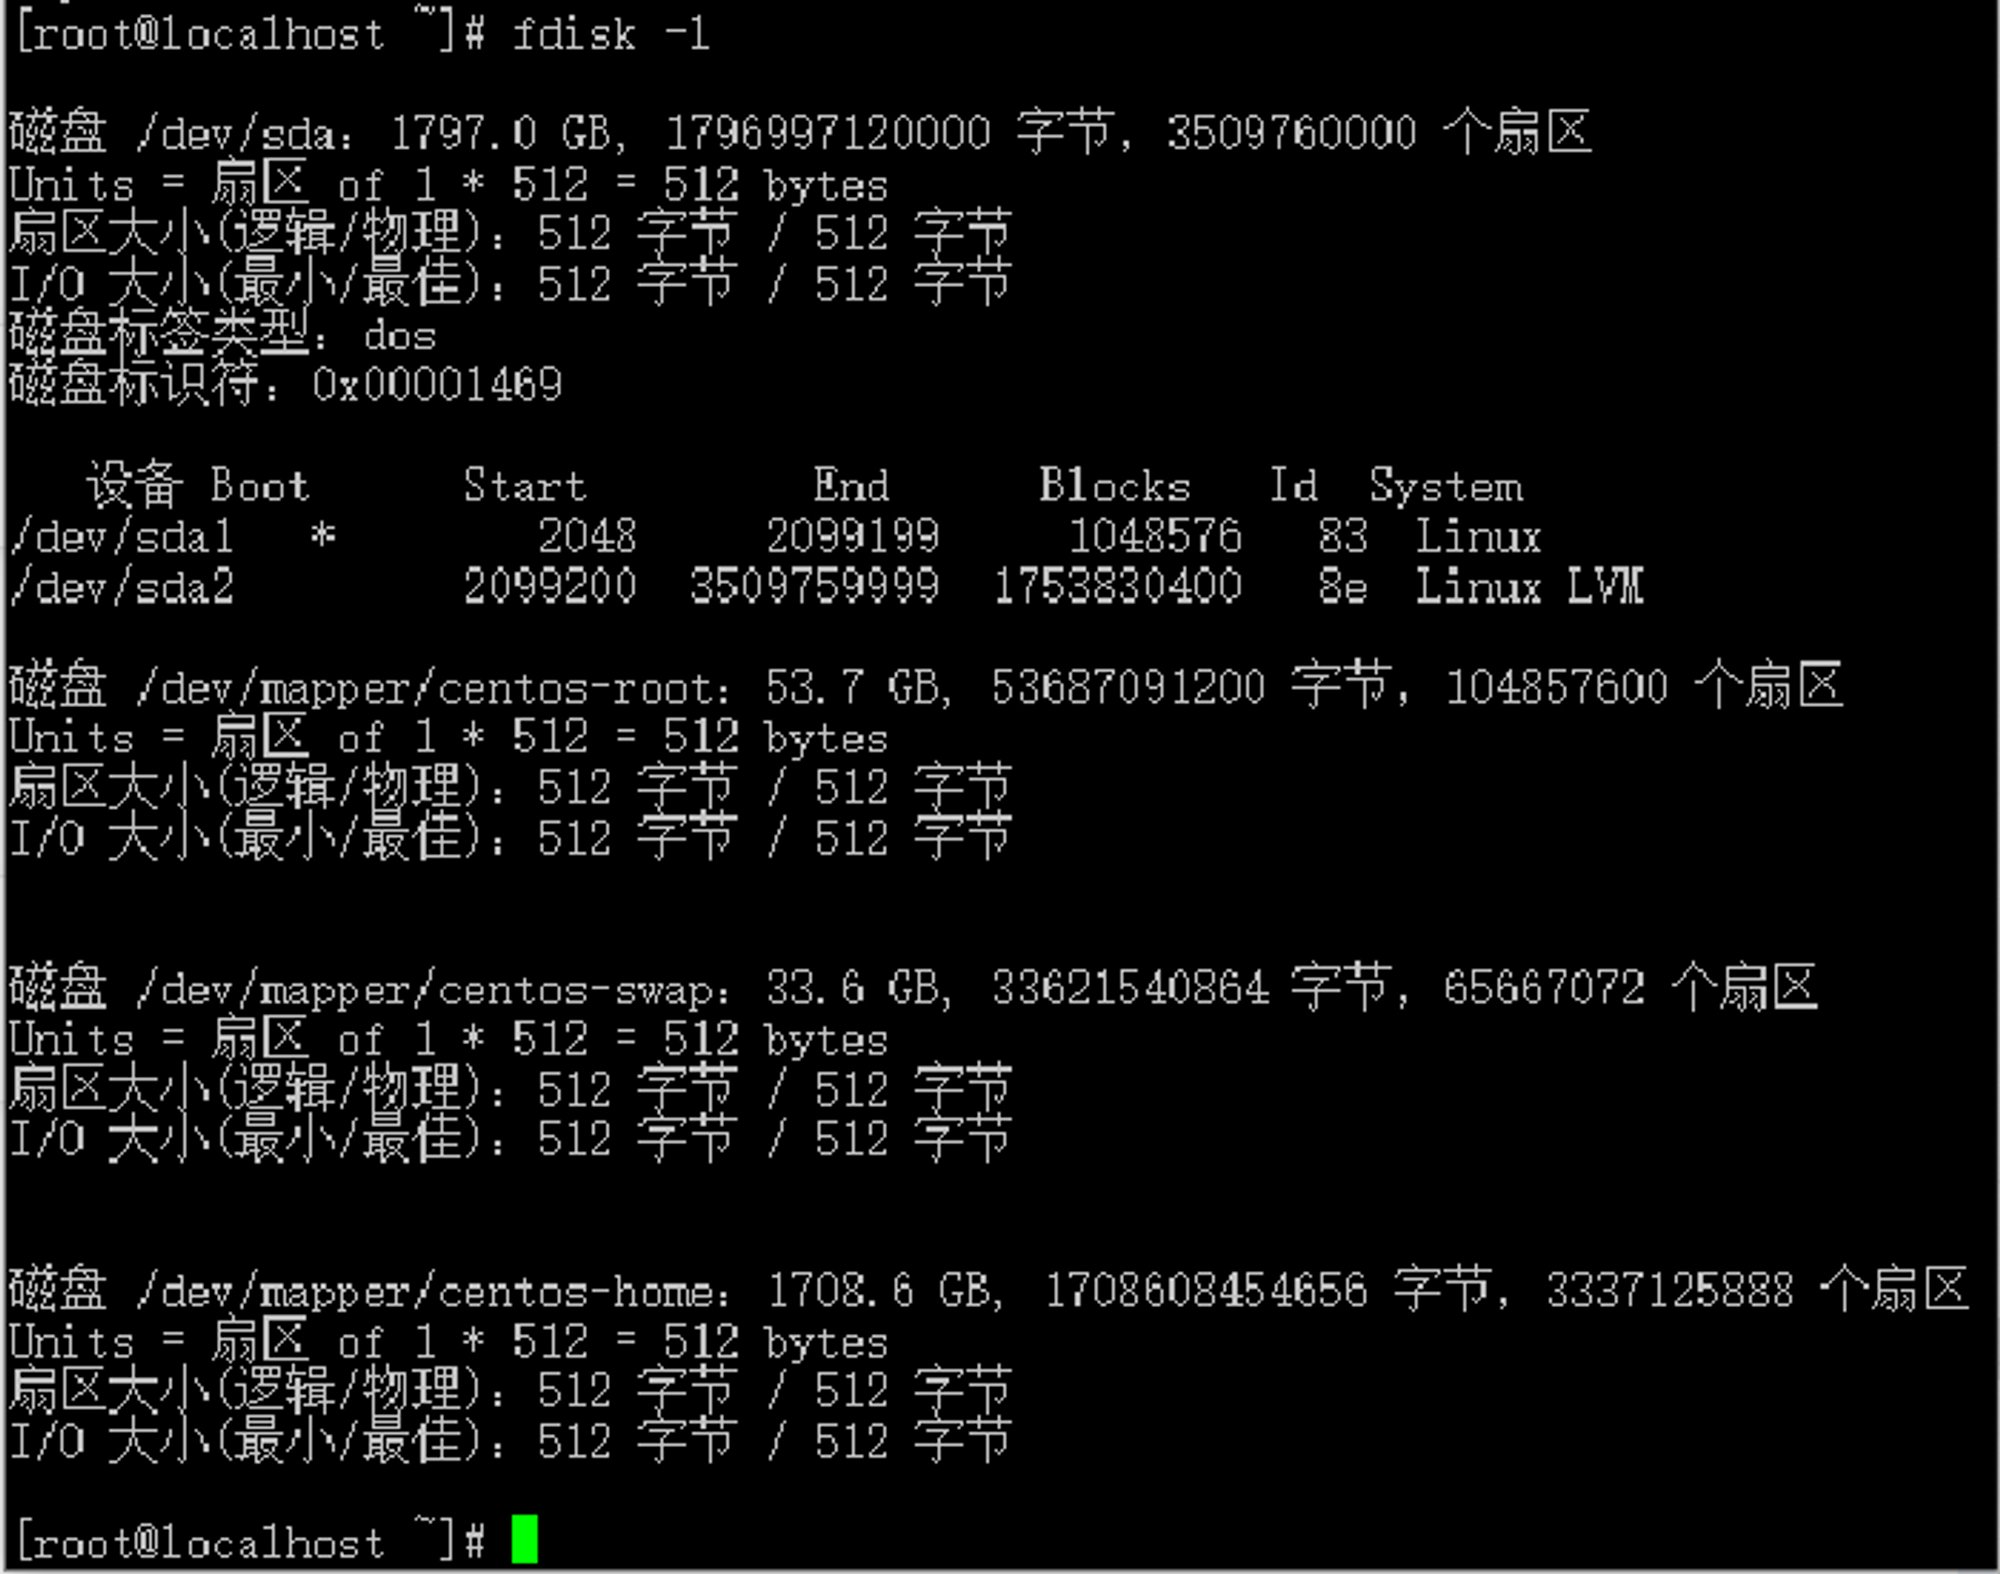 [root@localhost ~]# fdisk -l
磁盘 /dev/sda：1797.0 GB, 1796997120000 字节，3509760000 个扇区
Units = 扇区 of 1 * 512 = 512 bytes
扇区大小(逻辑/物理)：512 字节 / 512 字节
I/O 大小(最小/最佳)：512 字节 / 512 字节
磁盘标签类型：dos
磁盘标识符：0x00001469
设备 Boot Start End Blocks Id System
/dev/sda1 * 2048 2099199 1048576 83 Linux
/dev/sda2 2099200 3509759999 1753830400 8e Linux LVM
磁盘 /dev/mapper/centos-root：53.7 GB, 53687091200 字节，104857600 个扇区
Units = 扇区 of 1 * 512 = 512 bytes
扇区大小(逻辑/物理)：512 字节 / 512 字节
I/O 大小(最小/最佳)：512 字节 / 512 字节
磁盘 /dev/mapper/centos-swap：33.6 GB, 33621540864 字节，65667072 个扇区
Units = 扇区 of 1 * 512 = 512 bytes
扇区大小(逻辑/物理)：512 字节 / 512 字节
I/O 大小(最小/最佳)：512 字节 / 512 字节
磁盘 /dev/mapper/centos-home：1708.6 GB, 1708608454656 字节，3337125888 个扇区
Units = 扇区 of 1 * 512 = 512 bytes
扇区大小(逻辑/物理)：512 字节 / 512 字节
I/O 大小(最小/最佳)：512 字节 / 512 字节
[root@localhost ~]#